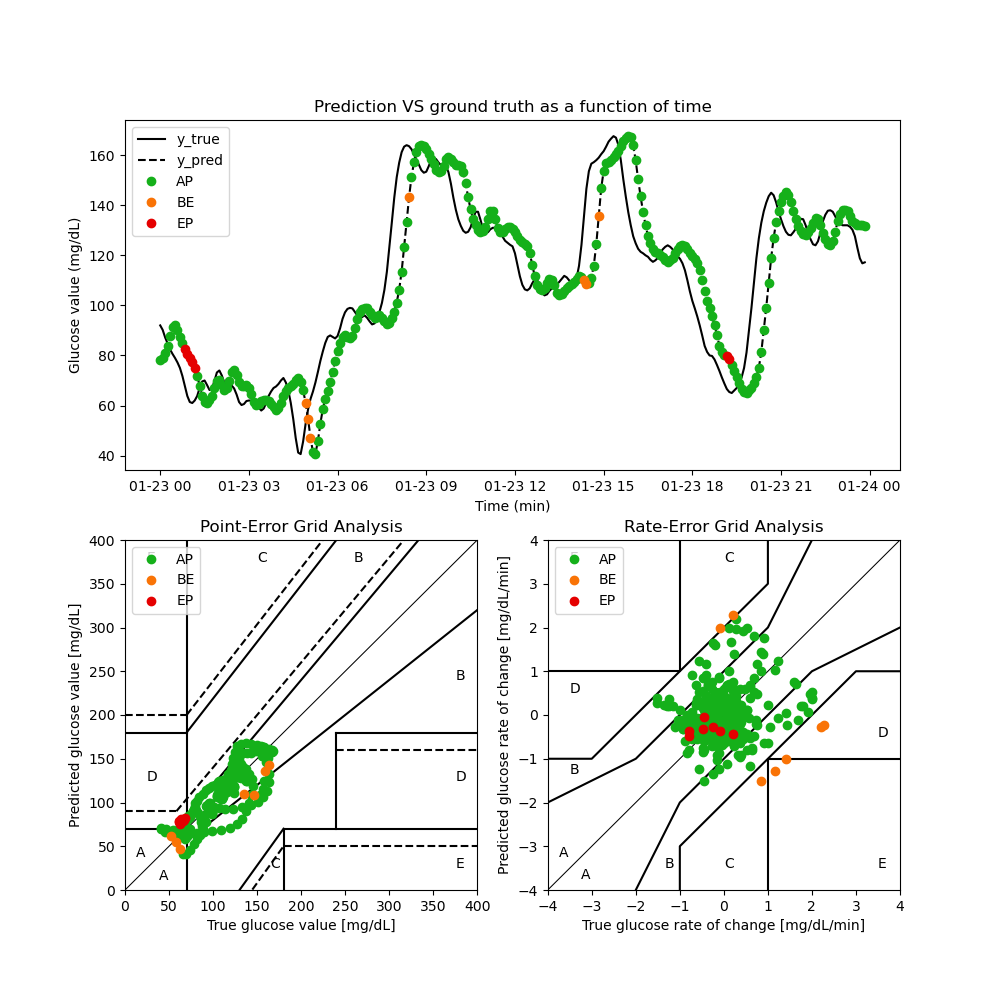 Prediction VS ground truth as a function of time
Glucose value (mg/dL)
160
140
120
100
80
60
40
y_true
y_pred
AP
BE
EP
01-23 00 01-23 03 01-23 06 01-23 09 01-23 12 01-23 15 01-23 18 01-23 21 01-24 00
Time (min)
Point-Error Grid Analysis
Predicted glucose value [mg/dL]
400
350
300
250
200
150
100
50
0
AP
BE
EP
C B
B
D D
A
A
C E
0 50 100 150 200 250 300 350 400
True glucose value [mg/dL]
Rate-Error Grid Analysis
Predicted glucose rate of change [mg/dL/min]
4
3
2
1
0
−1
−2
−3
−4
AP
BE
EP
C
D
D
B
A
A
B C E
−4 −3 −2 −1 0 1 2 3 4
True glucose rate of change [mg/dL/min]